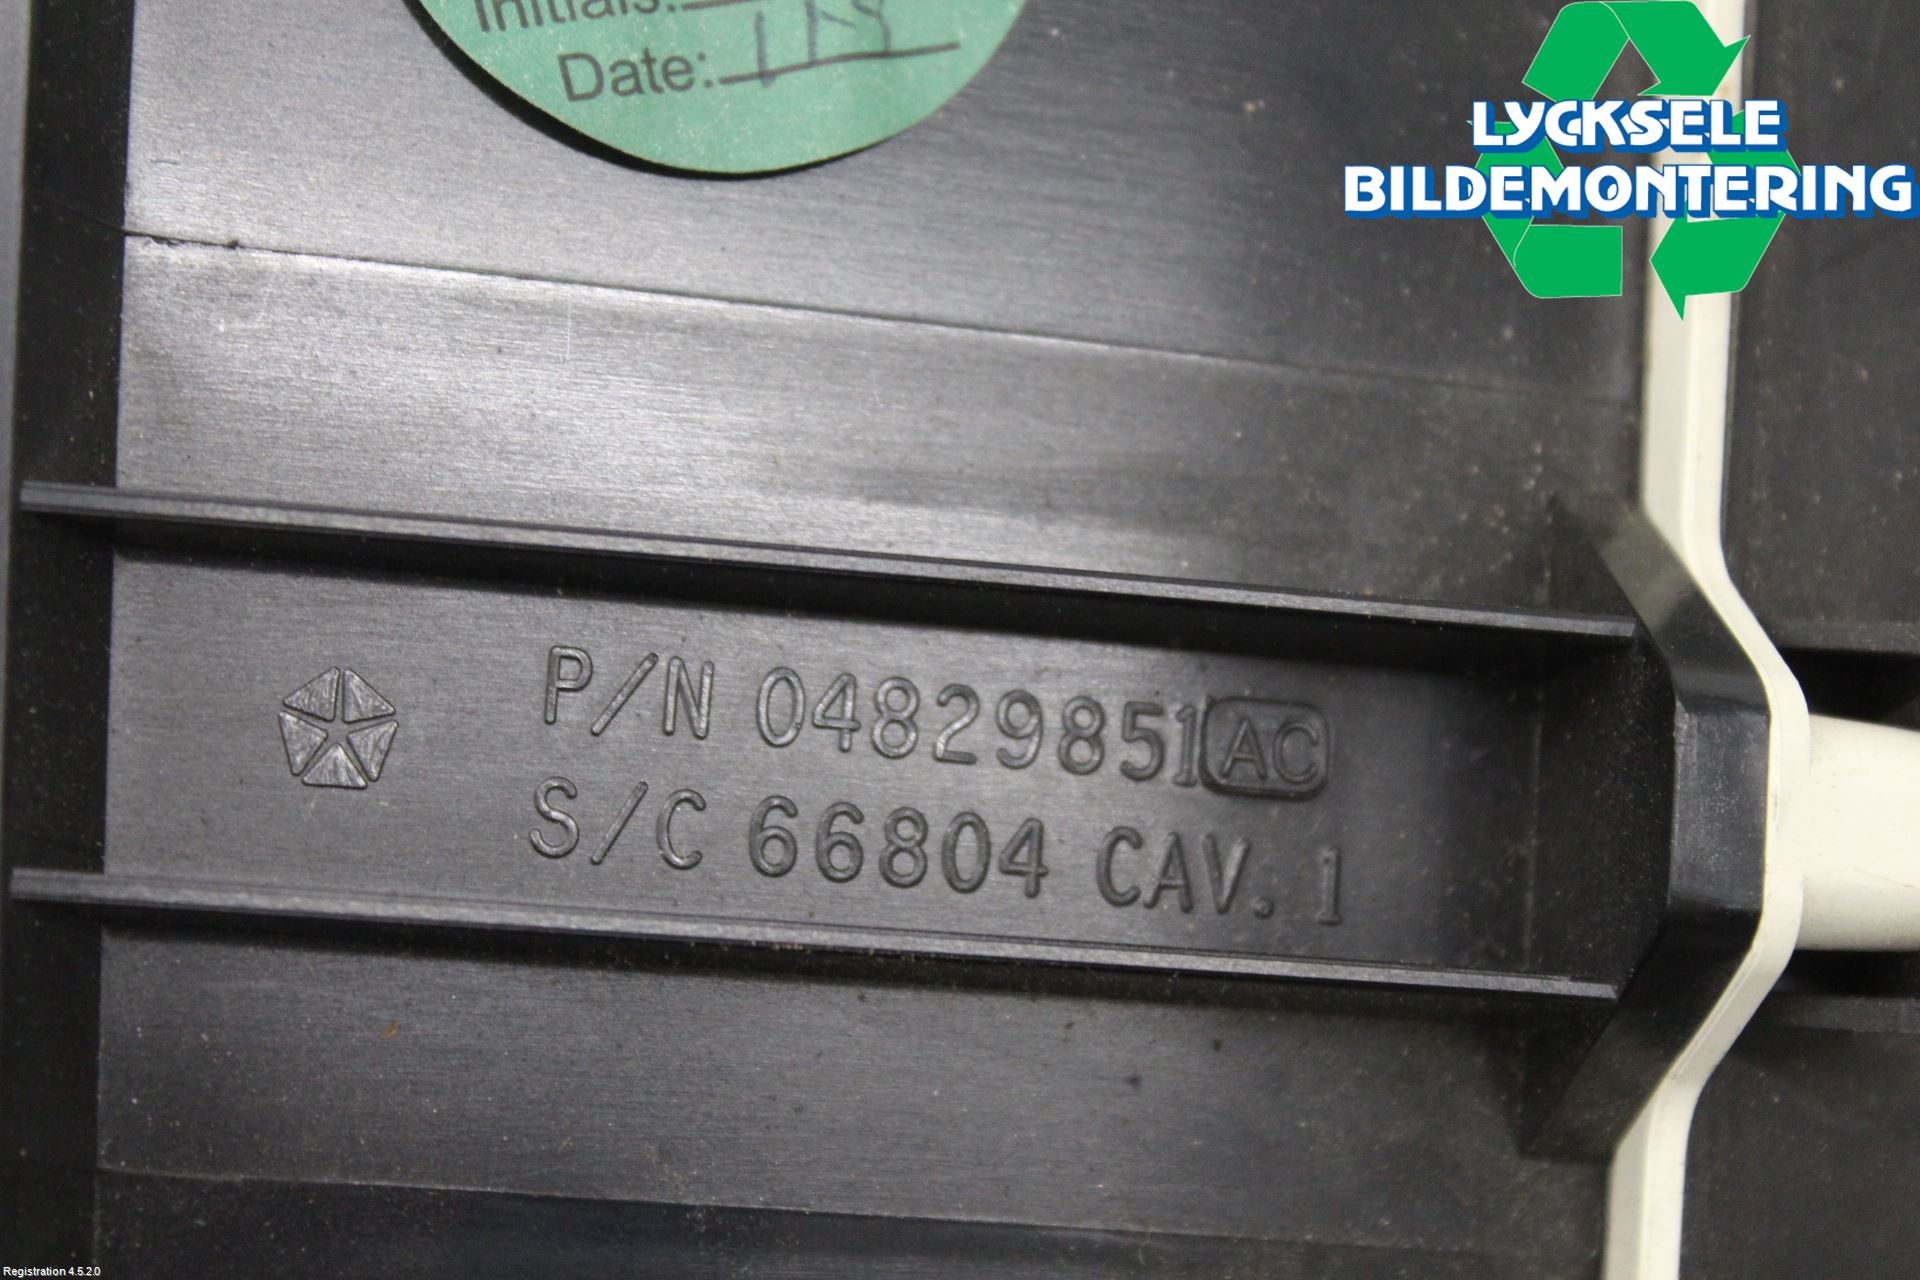 Initials:
Date:
LYCKSELE
BILDEMONTERING
P/N 04829851 AC
S/C 66804 CAV. 1
Registration 4.5.2.0